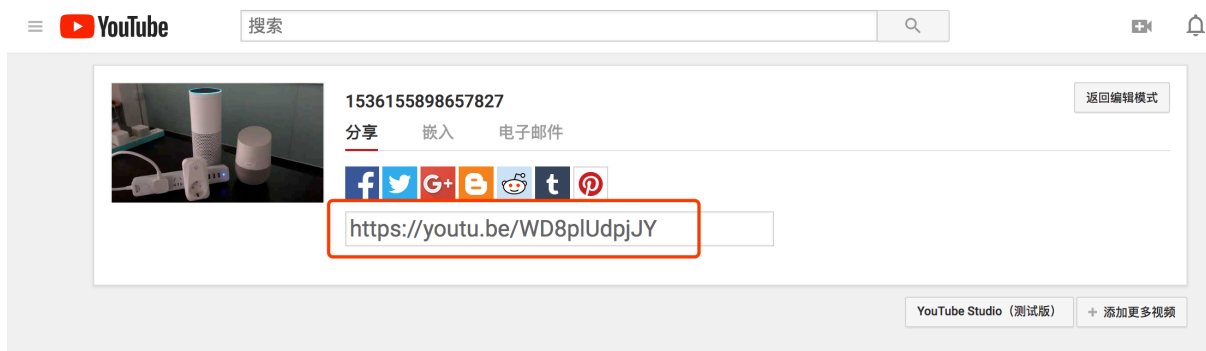 YouTube
搜索
1536155898657827
返回编辑模式
分享 嵌入 电子邮件
f G+ B t
https://youtu.be/WD8plUdpjJY
YouTube Studio（测试版） + 添加更多视频